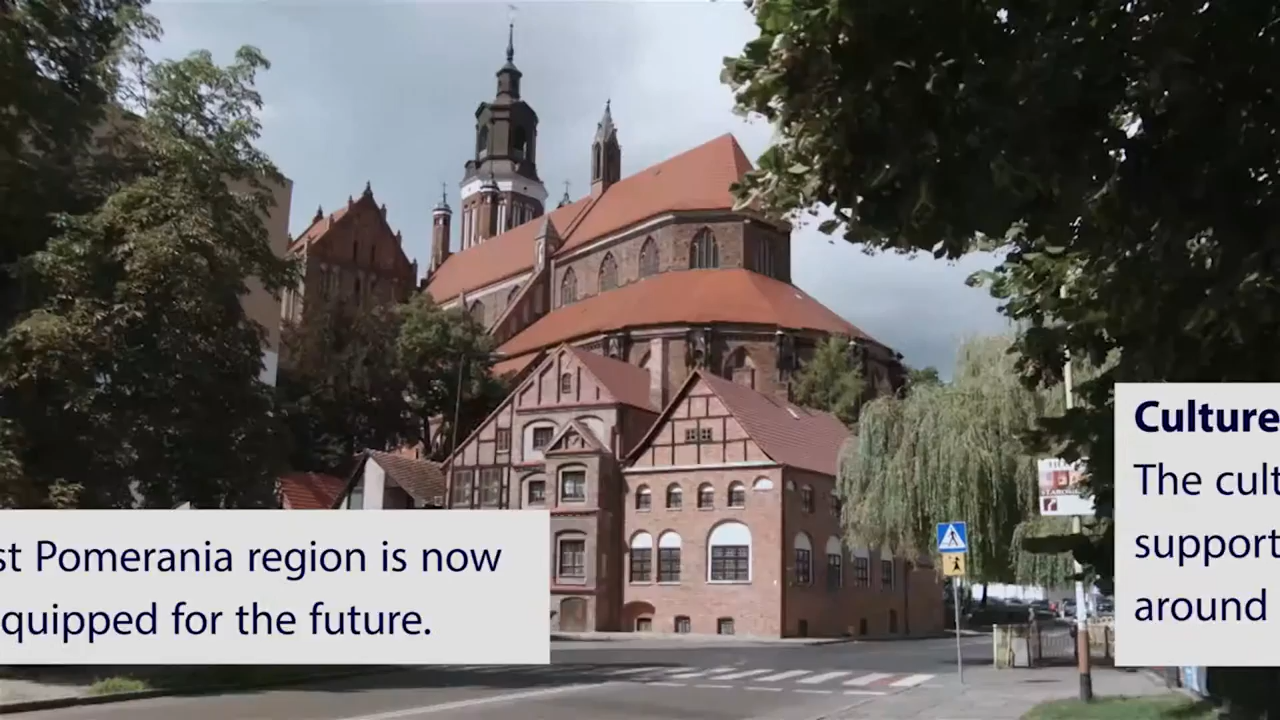 st Pomerania region is now
quipped for the future.
Culture
The cult
support
around